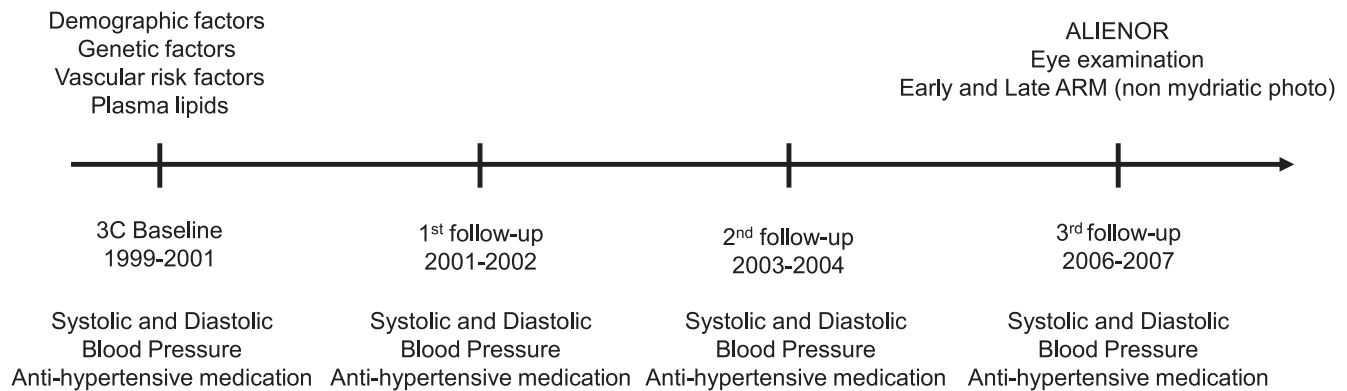 Demographic factors
Genetic factors
Vascular risk factors
Plasma lipids
ALIENOR
Eye examination
Early and Late ARM (non mydriatic photo)
3C Baseline
1999-2001
1st follow-up
2001-2002
2nd follow-up
2003-2004
3rd follow-up
2006-2007
Systolic and Diastolic
Blood Pressure
Anti-hypertensive medication
Systolic and Diastolic
Blood Pressure
Anti-hypertensive medication
Systolic and Diastolic
Blood Pressure
Anti-hypertensive medication
Systolic and Diastolic
Blood Pressure
Anti-hypertensive medication